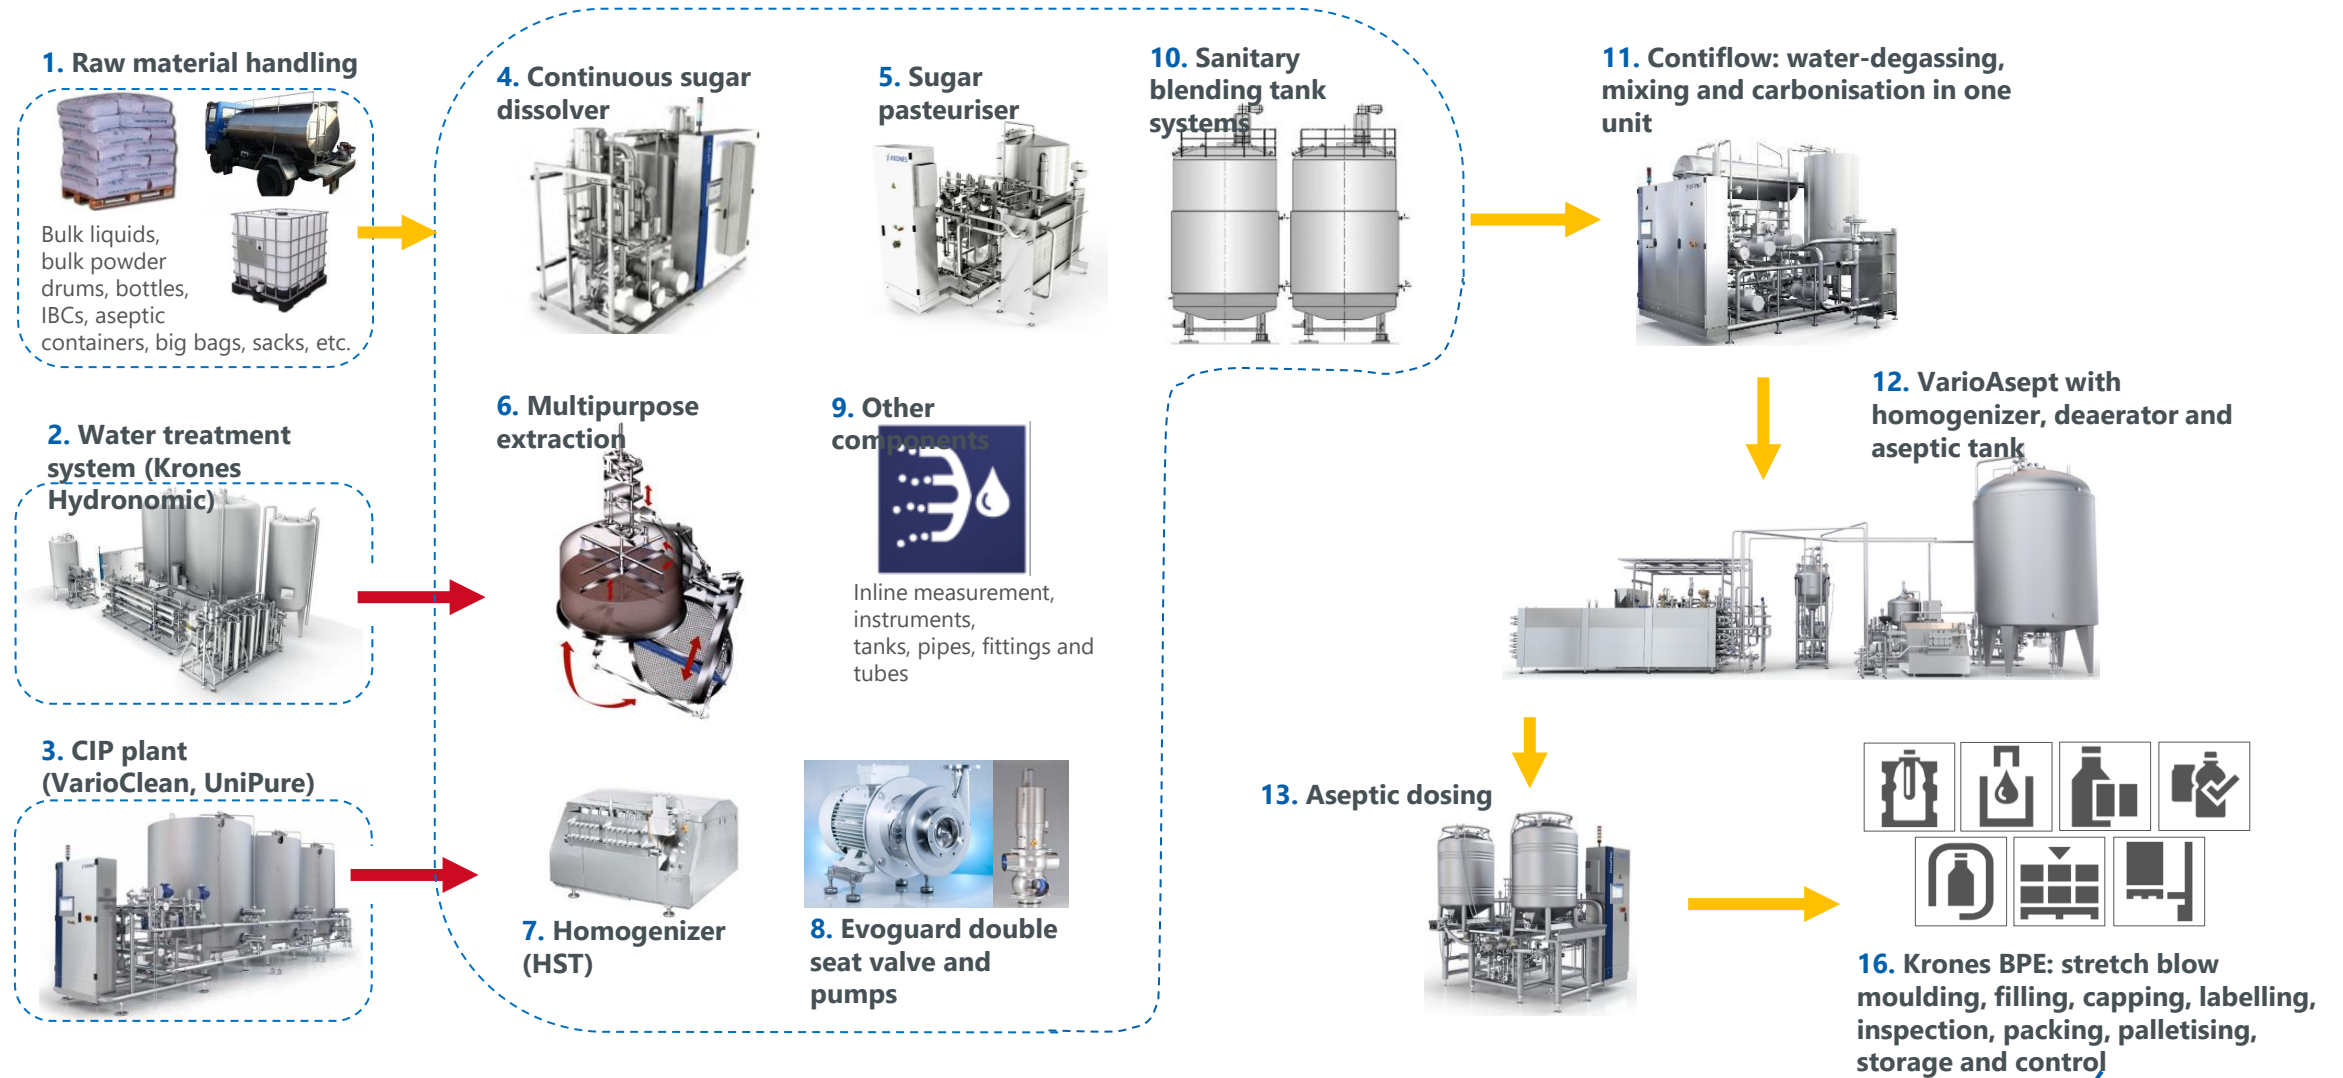 1. Raw material handling
Bulk liquids,
bulk powder
drums, bottles,
IBCs, aseptic
containers, big bags, sacks, etc.
2. Water treatment
system (Krones
Hydronomic)
3. CIP plant
(VarioClean, UniPure)
4. Continuous sugar
dissolver
5. Sugar
pasteuriser
KRONES
6. Multipurpose
extraction
7. Homogenizer
(HST)
8. Evoguard double
seat valve and
pumps
9. Other
components
Inline measurement,
instruments,
tanks, pipes, fittings and
tubes
10. Sanitary
blending tank
systems
11. Contiflow: water-degassing,
mixing and carbonisation in one
unit
12. VarioAsept with
homogenizer, deaerator and
aseptic tank
13. Aseptic dosing
16. Krones BPE: stretch blow
moulding, filling, capping, labelling,
inspection, packing, palletising,
storage and control